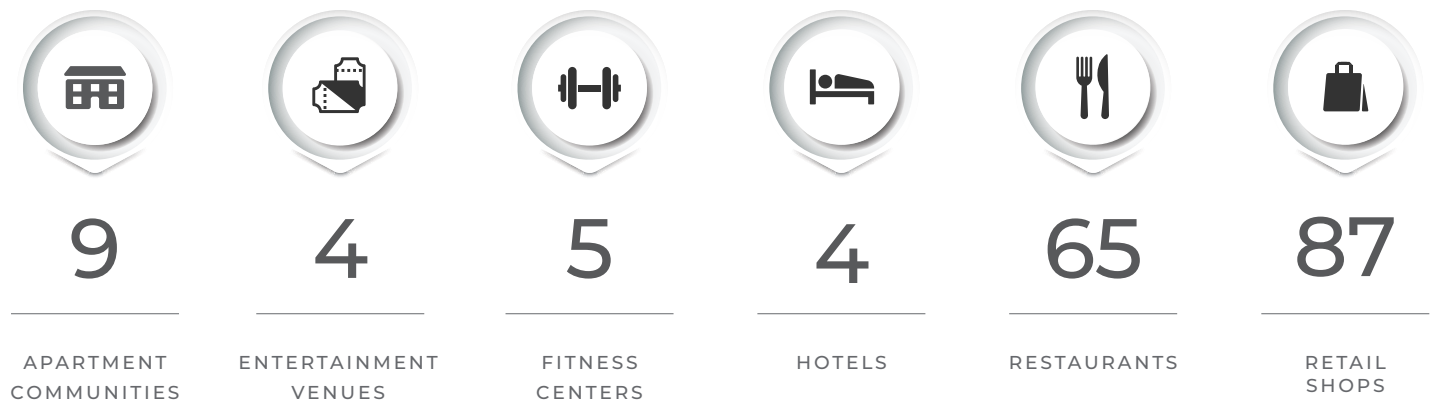 9
APARTMENT
COMMUNITIES
4
ENTERTAINMENT
VENUES
5
FITNESS
CENTERS
4
HOTELS
65
RESTAURANTS
87
RETAIL
SHOPS